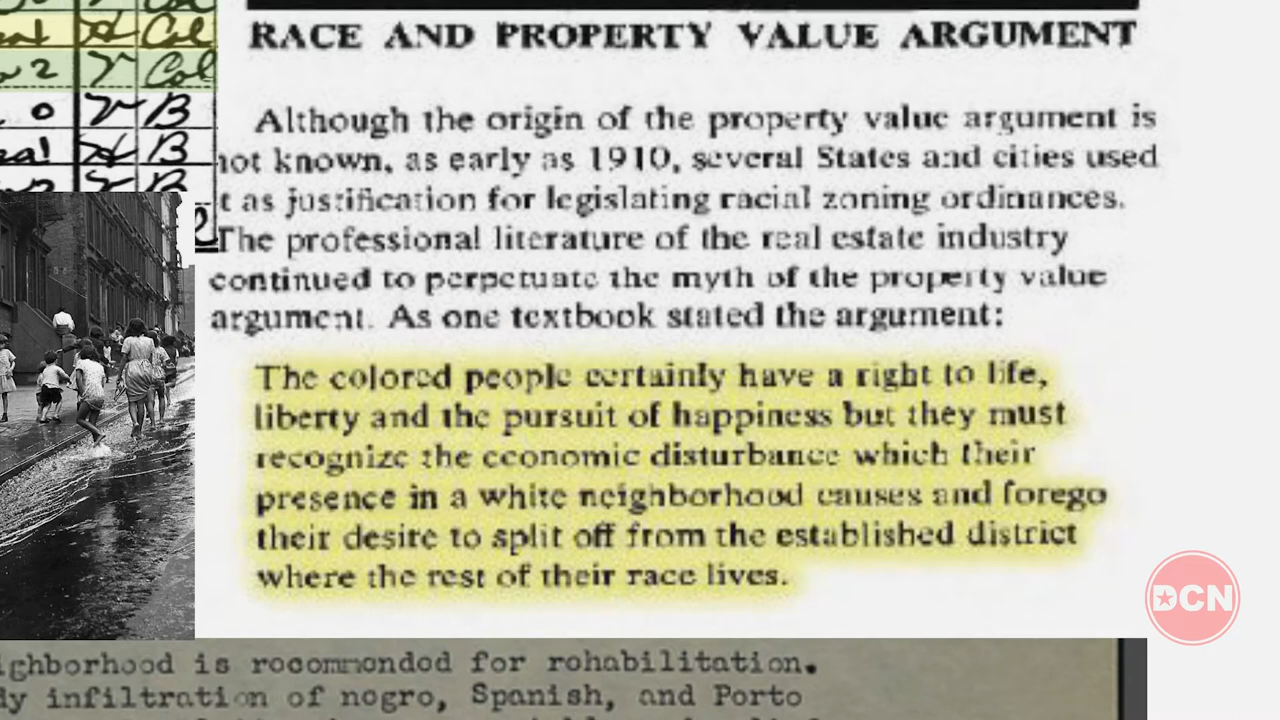 Col
Col
2 Col
0 B
B
B
RACE AND PROPERTY VALUE ARGUMENT
Although the origin of the property value argument is
not known, as early as 1910, several States and cities used
t as justification for legislating racial zoning ordinances.
The professional literature of the real estate industry
continued to perpetuate the myth of the property value
argument. As one textbook stated the argument:
The colored people certainly have a right to life,
liberty and the pursuit of happiness but they must
recognize the economic disturbance which their
presence in a white neighborhood causes and forego
their desire to split off from the established district
where the rest of their race lives.
DCN
ighborhood is recommended for rehabilitation.
dy infiltration of negro, Spanish, and Porto